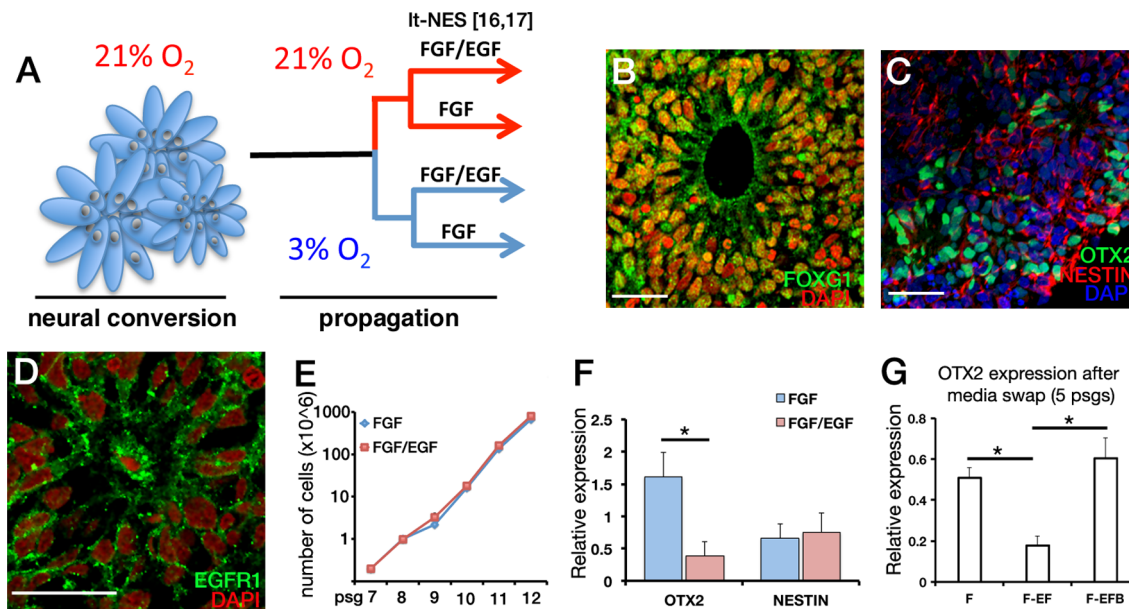 A
21% O2
neural conversion
21% O2
3% O2
propagation
lt-NES [16,17]
FGF/EGF
FGF
FGF/EGF
FGF
B
FOXG1
DAPI
C
OTX2
NESTIN
DAP
D
EGFR1
DAPI
E
number of cells (x10^6)
1000
100
10
1
psg 7 8 9 10 11 12
FGF
FGF/EGF
F
Relative expression
2.5
2
1.5
1
0.5
0
FGF
FGF/EGF
*
OTX2 NESTIN
G
OTX2 expression after
media swap (5 psgs)
Relative expression
0.8
0.6
0.4
0.2
0
*
*
F F-EF F-EFB